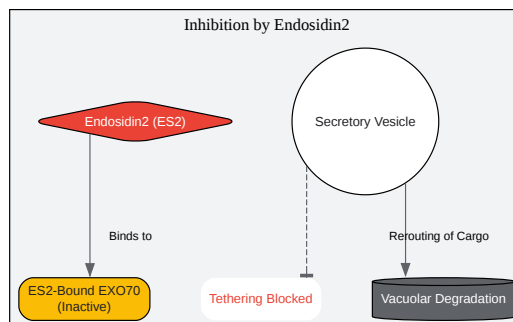 Inhibition by Endosidin2
Endosidin2 (ES2)
Secretory Vesicle
Binds to
Rerouting of Cargo
ES2-Bound EXO70
(Inactive)
Tethering Blocked
Vacuolar Degradation